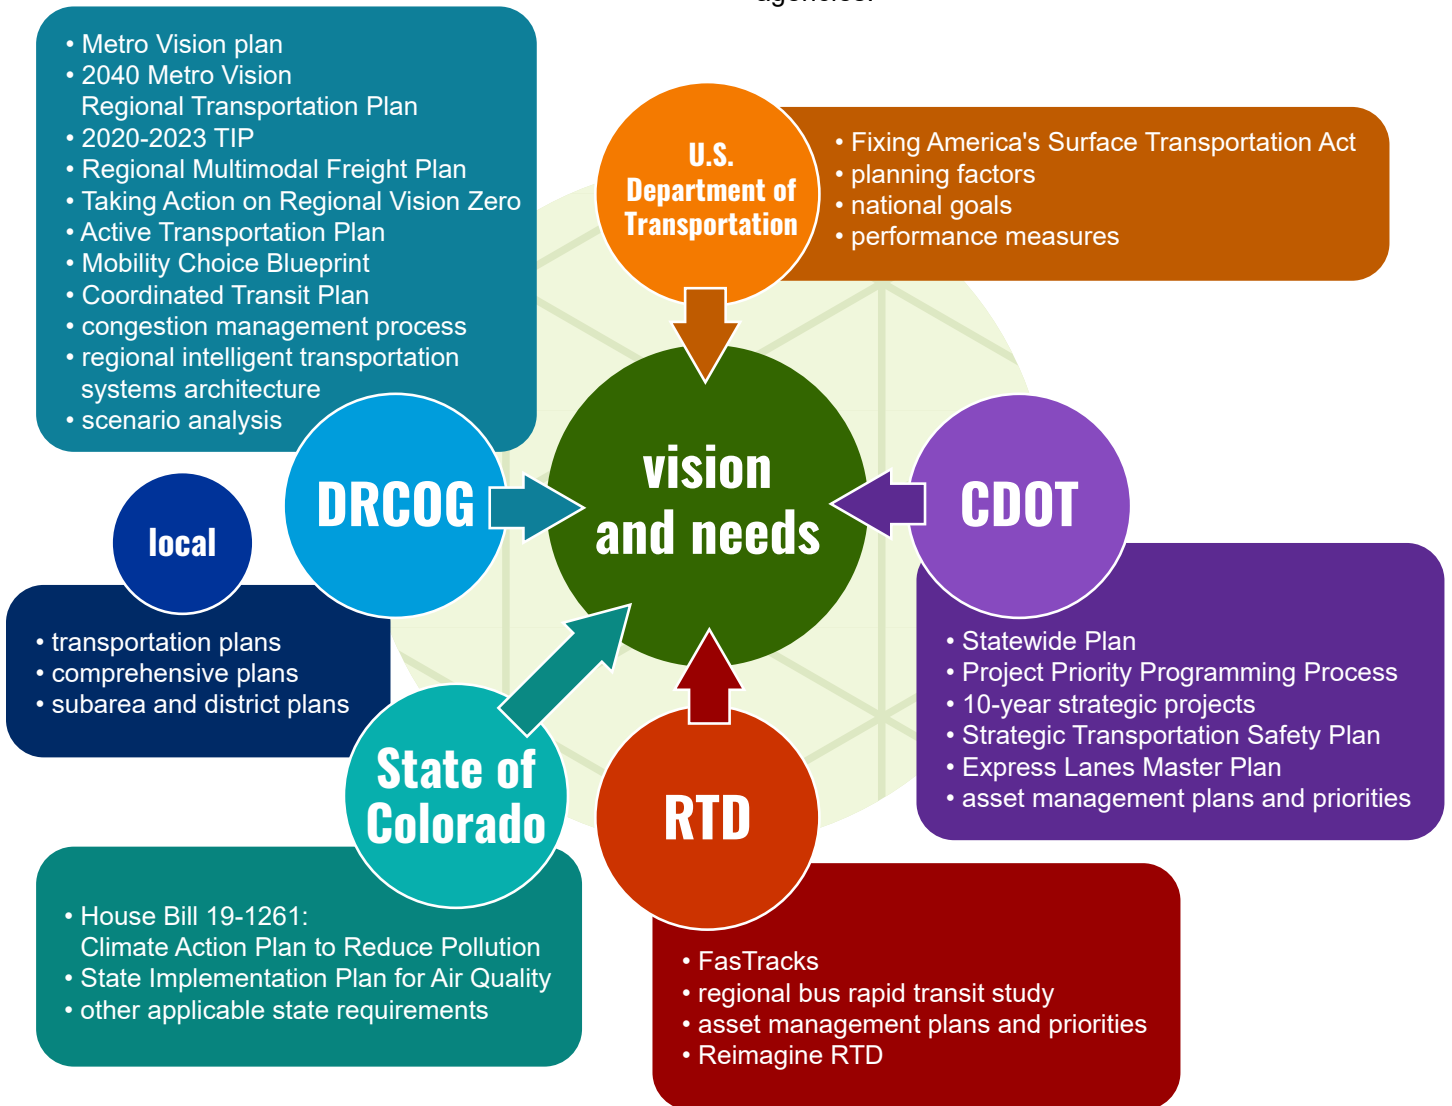 agencies.
• Metro Vision plan
• 2040 Metro Vision
Regional Transportation Plan
• 2020-2023 TIP
• Regional Multimodal Freight Plan
• Taking Action on Regional Vision Zero
• Active Transportation Plan
• Mobility Choice Blueprint
• Coordinated Transit Plan
• congestion management process
• regional intelligent transportation
systems architecture
• scenario analysis
DRCOG
U.S.
Department of
Transportation
• Fixing America's Surface Transportation Act
• planning factors
• national goals
• performance measures
vision
and needs
CDOT
• Statewide Plan
• Project Priority Programming Process
• 10-year strategic projects
• Strategic Transportation Safety Plan
• Express Lanes Master Plan
• asset management plans and priorities
local
• transportation plans
• comprehensive plans
• subarea and district plans
State of
Colorado
• House Bill 19-1261:
Climate Action Plan to Reduce Pollution
• State Implementation Plan for Air Quality
• other applicable state requirements
RTD
• FasTracks
• regional bus rapid transit study
• asset management plans and priorities
• Reimagine RTD